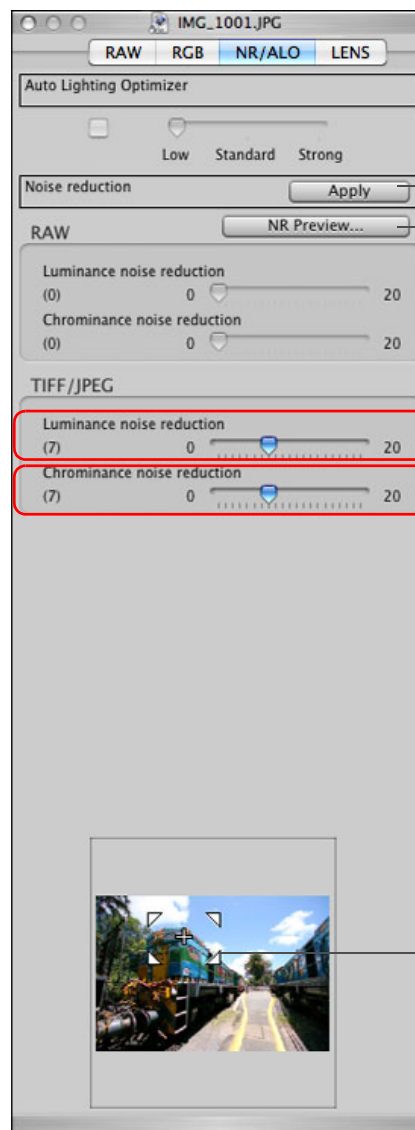 IMG_1001.JPG
RAW RGB NR/ALO LENS
Auto Lighting Optimizer
Low Standard Strong
Noise reduction Apply
RAW NR Preview...
Luminance noise reduction
(0) 0 20
Chrominance noise reduction
(0) 0 20
TIFF/JPEG
Luminance noise reduction
(7) 0 20
Chrominance noise reduction
(7) 0 20